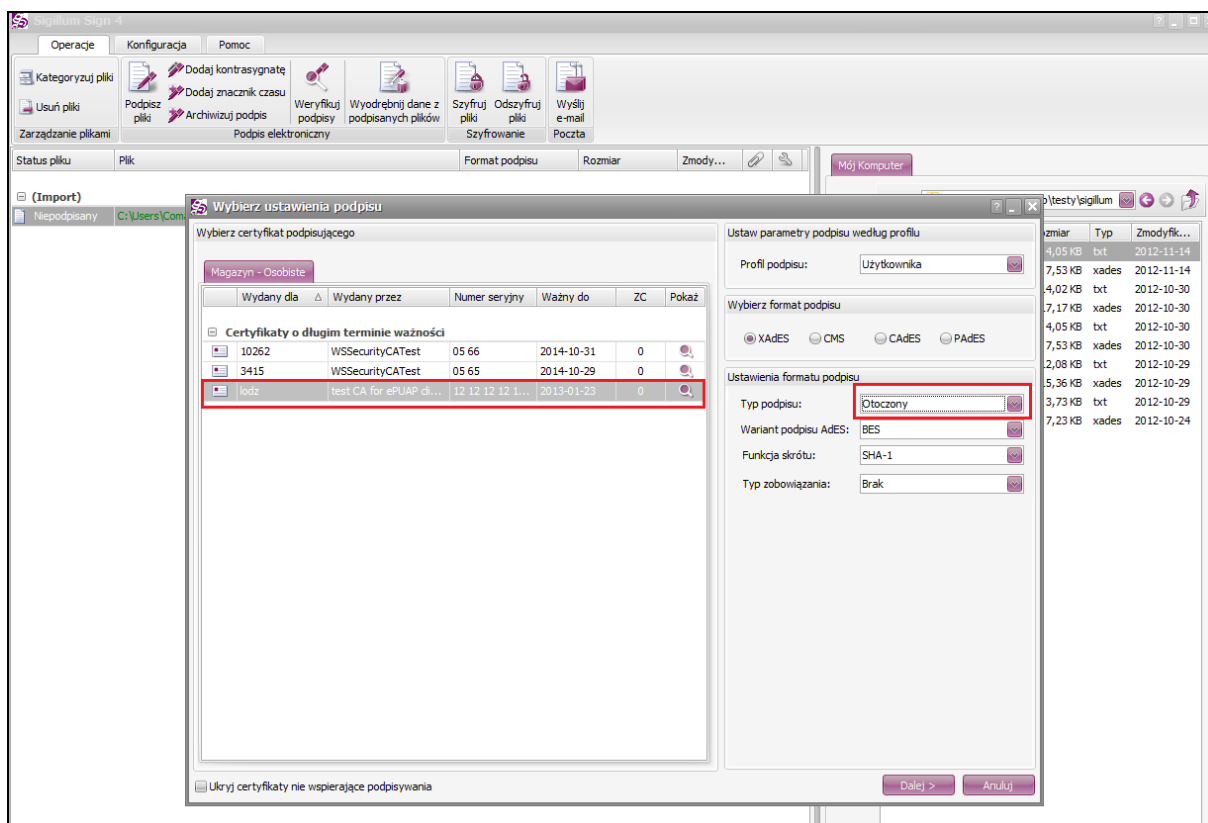 Sigillum Sign 4
Operacje Konfiguracja Pomoc
Kategoryzuj pliki
Usuń pliki
Zarządzanie plikami
Podpisz pliki
Dodaj kontrasygnatę
Dodaj znacznik czasu
Archiwizuj podpis
Weryfikuj podpisy
Wyodrębnij dane z podpisanych plików
Podpis elektroniczny
Szyfruj pliki
Odszyfruj pliki
Szyfrowanie
Wyślij e-mail
Poczta
Status pliku Plik Format podpisu Rozmiar Zmody...
(Import)
Niepodpisany C:\Users\Com
Mój Komputer
o\testy\sigillum
ozmiar Typ Zmodyfik...
4,05 KB txt 2012-11-14
7,53 KB xades 2012-11-14
4,02 KB txt 2012-10-30
7,17 KB xades 2012-10-30
4,05 KB txt 2012-10-30
7,53 KB xades 2012-10-30
2,08 KB txt 2012-10-29
5,36 KB xades 2012-10-29
3,73 KB txt 2012-10-29
7,23 KB xades 2012-10-24
Wybierz ustawienia podpisu
Wybierz certyfikat podpisującego
Magazyn - Osobiste
Wydany dla Wydany przez Numer seryjny Ważny do ZC Pokaż
Certyfikaty o długim terminie ważności
10262 WSSecurityCATest 05 66 2014-10-31 0
3415 WSSecurityCATest 05 65 2014-10-29 0
lodz test CA for ePUAP di... 12 12 12 12 1... 2013-01-23 0
Ukryj certyfikaty nie wspierające podpisywania
Ustaw parametry podpisu według profilu
Profil podpisu: Użytkownika
Wybierz format podpisu
XAdES CMS CAdES PAdES
Ustawienia formatu podpisu
Typ podpisu: Otoczony
Wariant podpisu AdES: BES
Funkcja skrótu: SHA-1
Typ zobowiązania: Brak
Dalej > Anuluj